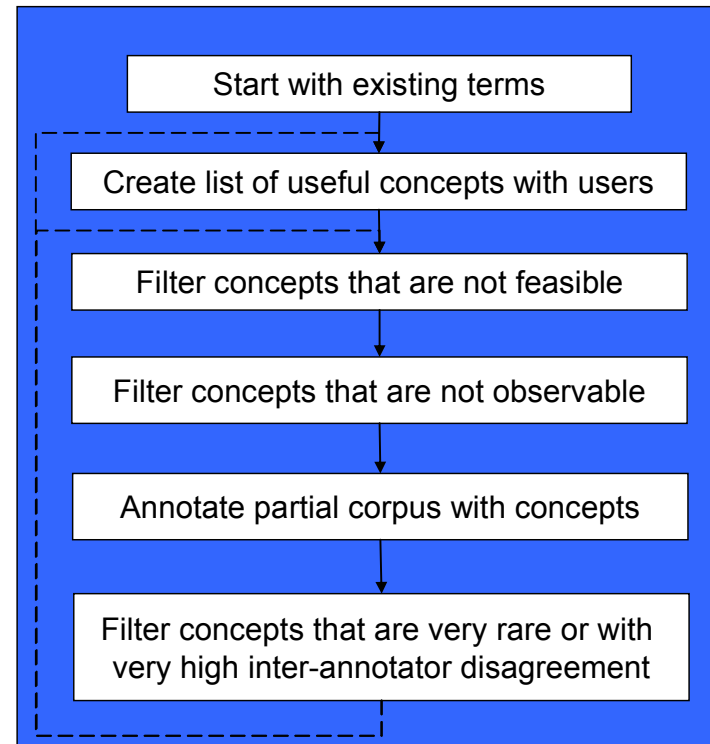 Start with existing terms
Create list of useful concepts with users
Filter concepts that are not feasible
Filter concepts that are not observable
Annotate partial corpus with concepts
Filter concepts that are very rare or with
very high inter-annotator disagreement